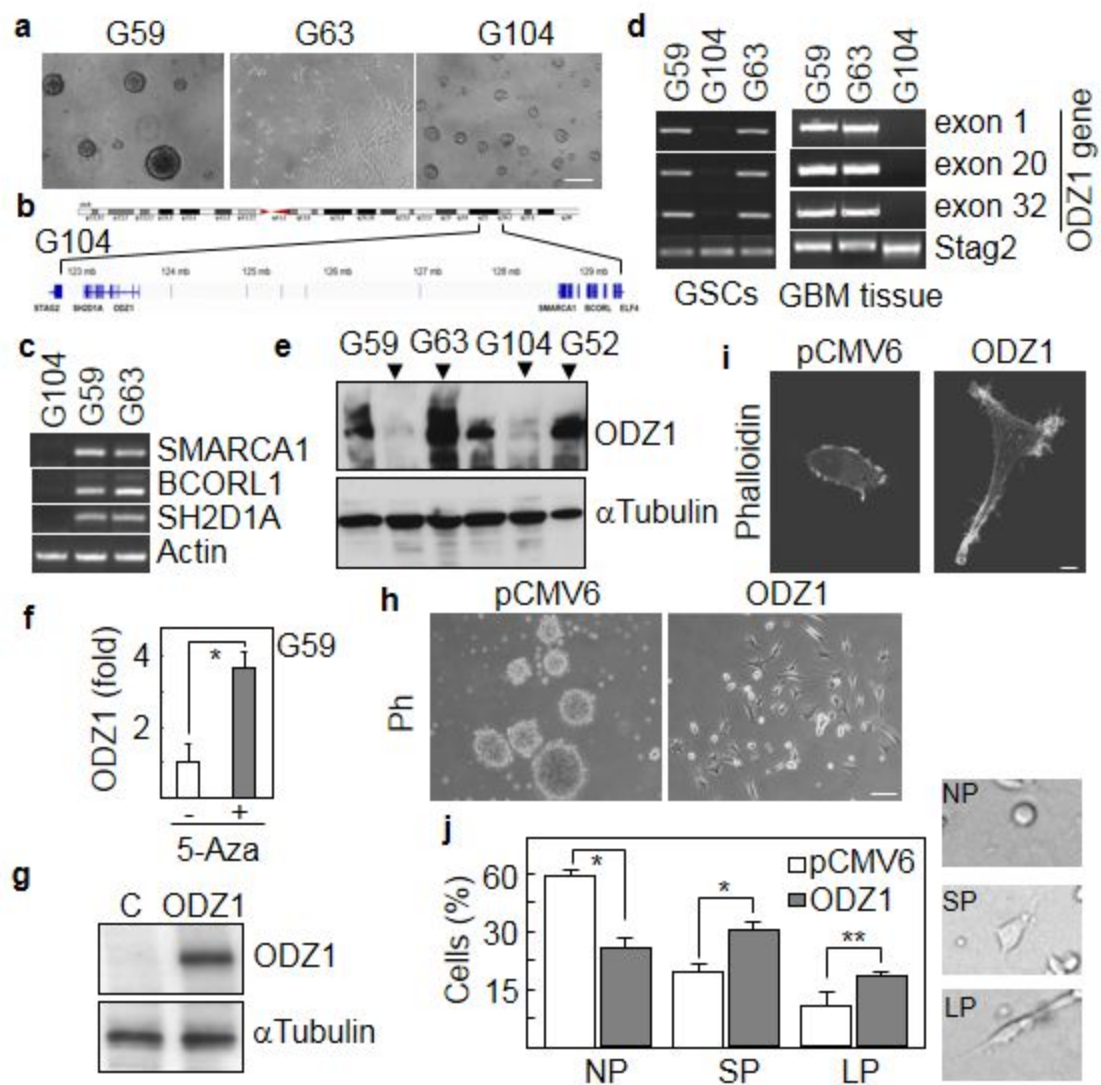 a
G59 G63 G104
b
G104
123 mb 124 mb 125 mb 126 mb 127 mb 128 mb 129 mb
STAG2 SH2D1A ODZ1 SMARCA1 BCORL ELF4
c
G104 G59 G63
SMARCA1
BCORL1
SH2D1A
Actin
d
G59 G104 G63 G59 G63 G104
exon 1
exon 20
exon 32
Stag2
ODZ1 gene
GSCs GBM tissue
e
G59 G63 G104 G52
ODZ1
αTubulin
f
ODZ1 (fold)
4
2
*
G59
- +
5-Aza
g
C ODZ1
ODZ1
αTubulin
h
pCMV6 ODZ1
Ph
i
pCMV6 ODZ1
Phalloidin
j
Cells (%)
60
30
15
* * **
pCMV6
ODZ1
NP SP LP
NP
SP
LP